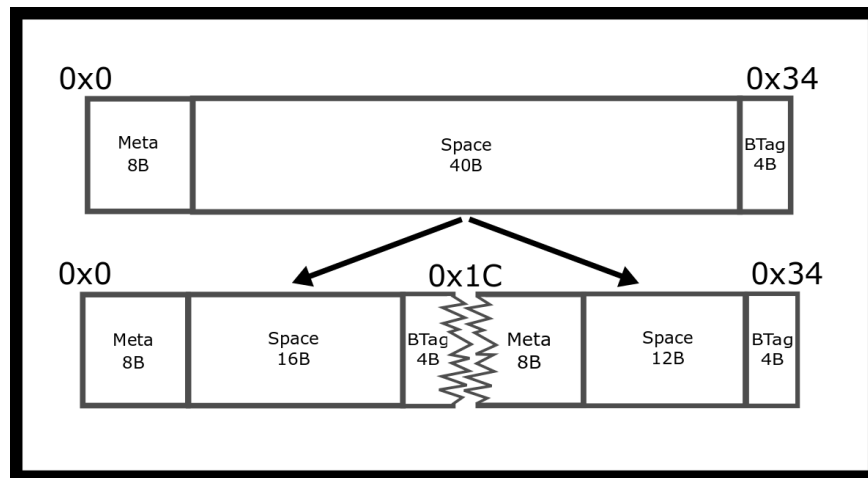 0x0
0x34
Meta
8B
Space
40B
BTag
4B
0x0
0x1C
0x34
Meta
8B
Space
16B
BTag
4B
Meta
8B
Space
12B
BTag
4B